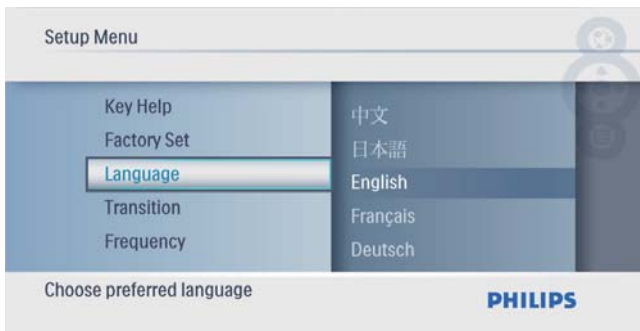 Setup Menu
Key Help
Factory Set
Language
Transition
Frequency
中文
日本語
English
Français
Deutsch
Choose preferred language
PHILIPS